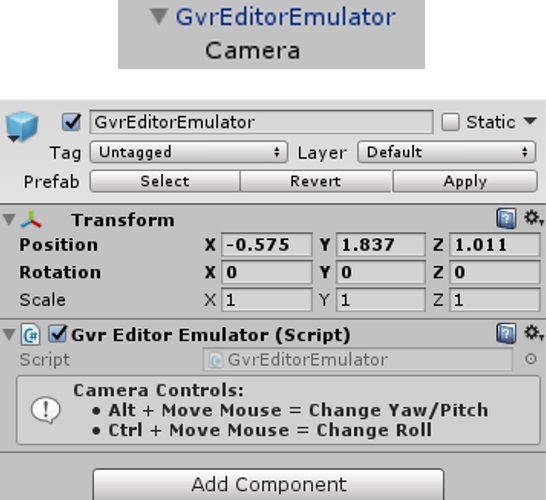 GvrEditorEmulator
Camera
GvrEditorEmulator Static
Tag Untagged Layer Default
Prefab Select Revert Apply
Transform
Position X -0.575 Y 1.837 Z 1.011
Rotation X 0 Y 0 Z 0
Scale X 1 Y 1 Z 1
Gvr Editor Emulator (Script)
Script GvrEditorEmulator
Camera Controls:
• Alt + Move Mouse = Change Yaw/Pitch
• Ctrl + Move Mouse = Change Roll
Add Component